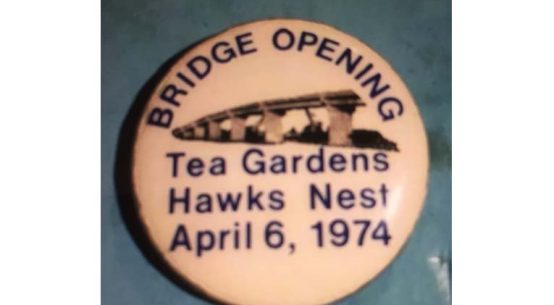 BRIDGE OPENING
Tea Gardens
Hawks Nest
April 6, 1974